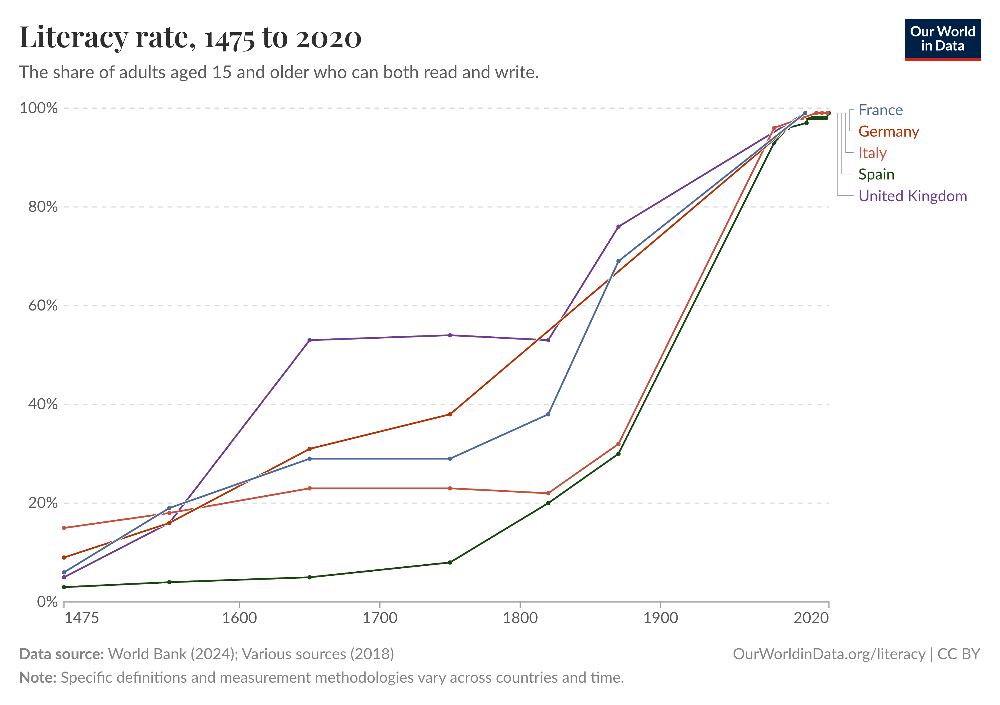 Literacy rate, 1475 to 2020
Our World
in Data
The share of adults aged 15 and older who can both read and write.
100%
80%
60%
40%
20%
0%
France
Germany
Italy
Spain
United Kingdom
1475
1600
1700
1800
1900
2020
Data source: World Bank (2024); Various sources (2018)
OurWorldinData.org/literacy | CC BY
Note: Specific definitions and measurement methodologies vary across countries and time.